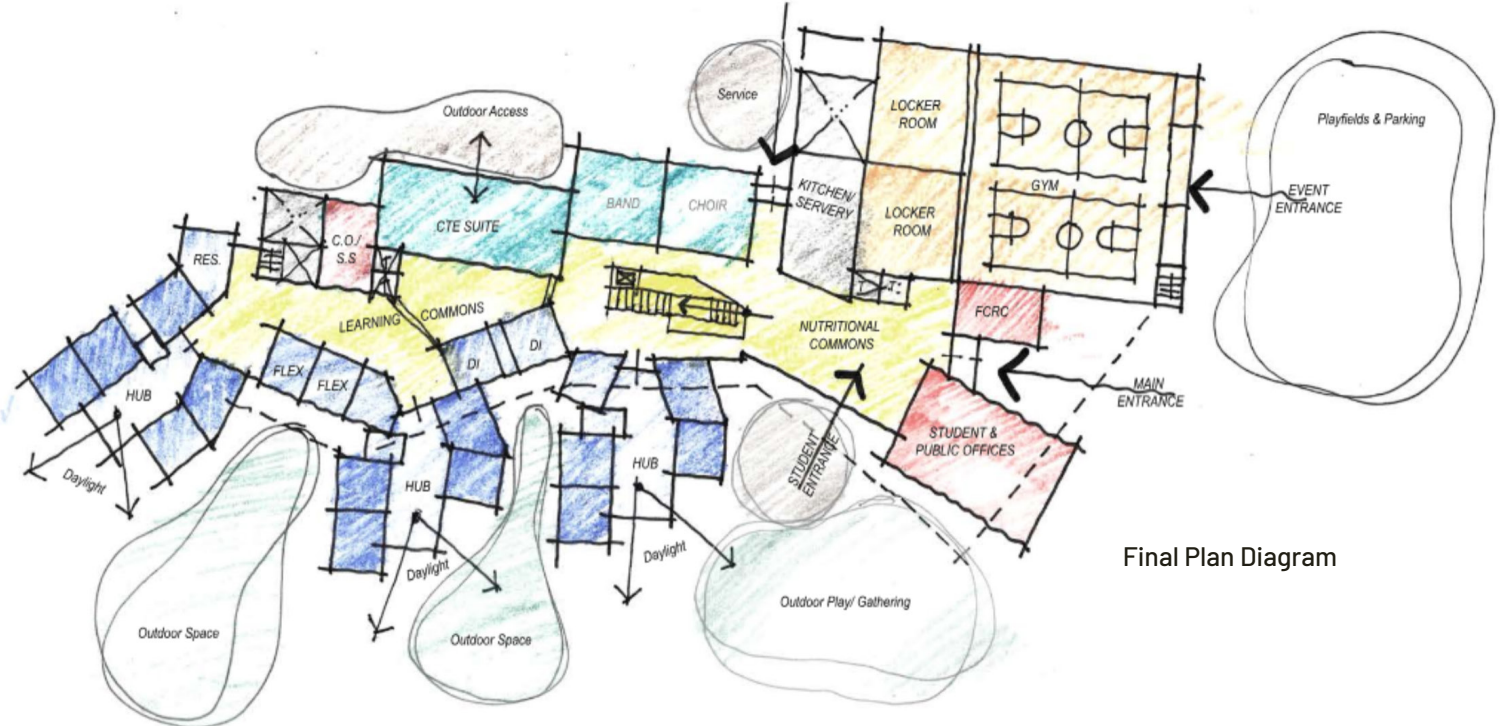 Outdoor Access
Service
LOCKER
ROOM
Playfields & Parking
KITCHEN/
SERVERY
LOCKER
ROOM
GYM
EVENT
ENTRANCE
RES.
C.O./
S.S
CTE SUITE
BAND
CHOIR
LEARNING COMMONS
NUTRITIONAL
COMMONS
FCRC
MAIN
ENTRANCE
FLEX
FLEX
DI
DI
HUB
HUB
HUB
STUDENT
ENTRANCE
STUDENT &
PUBLIC OFFICES
Daylight
Daylight
Daylight
Outdoor Space
Outdoor Space
Outdoor Play/ Gathering
Final Plan Diagram